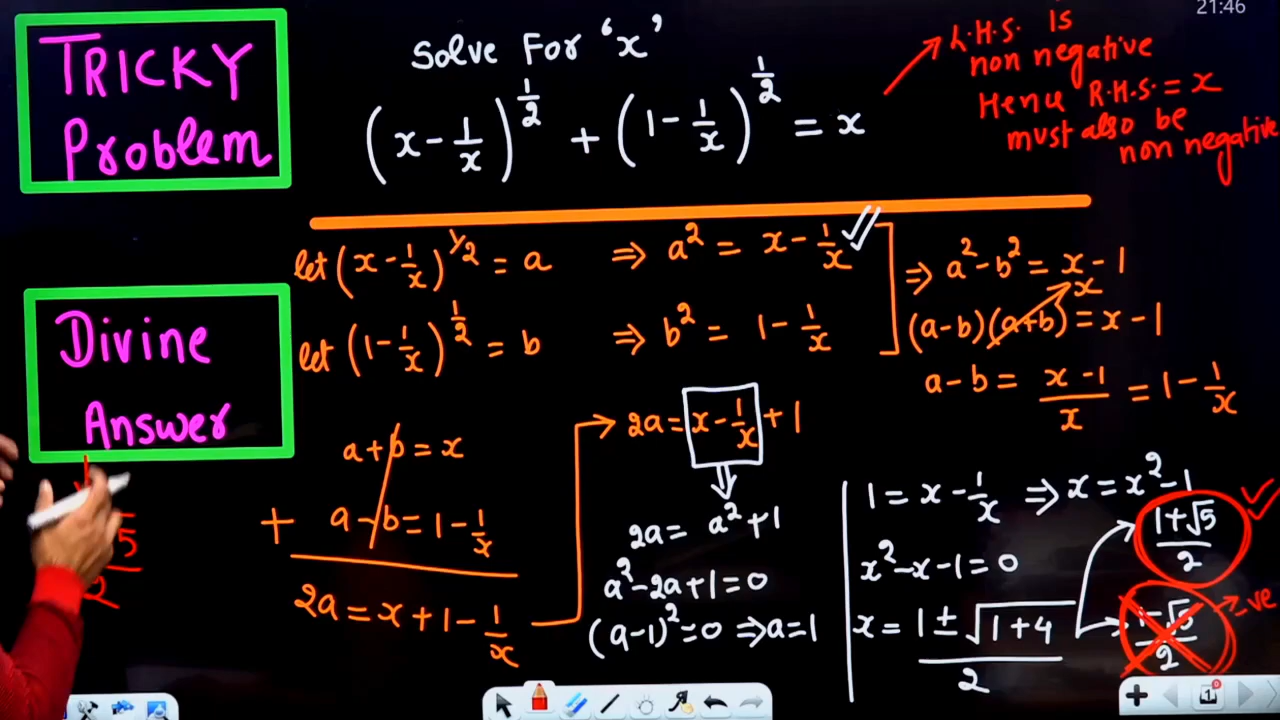 21:46
TRICKY
Problem
Solve For 'x'
(x - 1/x)^(1/2) + (1 - 1/x)^(1/2) = x
L.H.S. is
non negative
Henu R.H.S. = x
must also be
non negative
let (x - 1/x)^(1/2) = a ⇒ a² = x - 1/x
let (1 - 1/x)^(1/2) = b ⇒ b² = 1 - 1/x
⇒ a² - b² = x - 1
x
(a-b)(a+b) = x - 1
a - b = (x - 1)/x = 1 - 1/x
Divine
Answer
a + b = x
+ a - b = 1 - 1/x
2a = x + 1 - 1/x
2a = x - 1/x + 1
2a = a² + 1
a² - 2a + 1 = 0
(a-1)² = 0 ⇒ a = 1
1 = x - 1/x ⇒ x = x² - 1
x² - x - 1 = 0
x = (1 ± √(1+4))/2
(1+√5)/2
(1-√5)/2
-ve
1